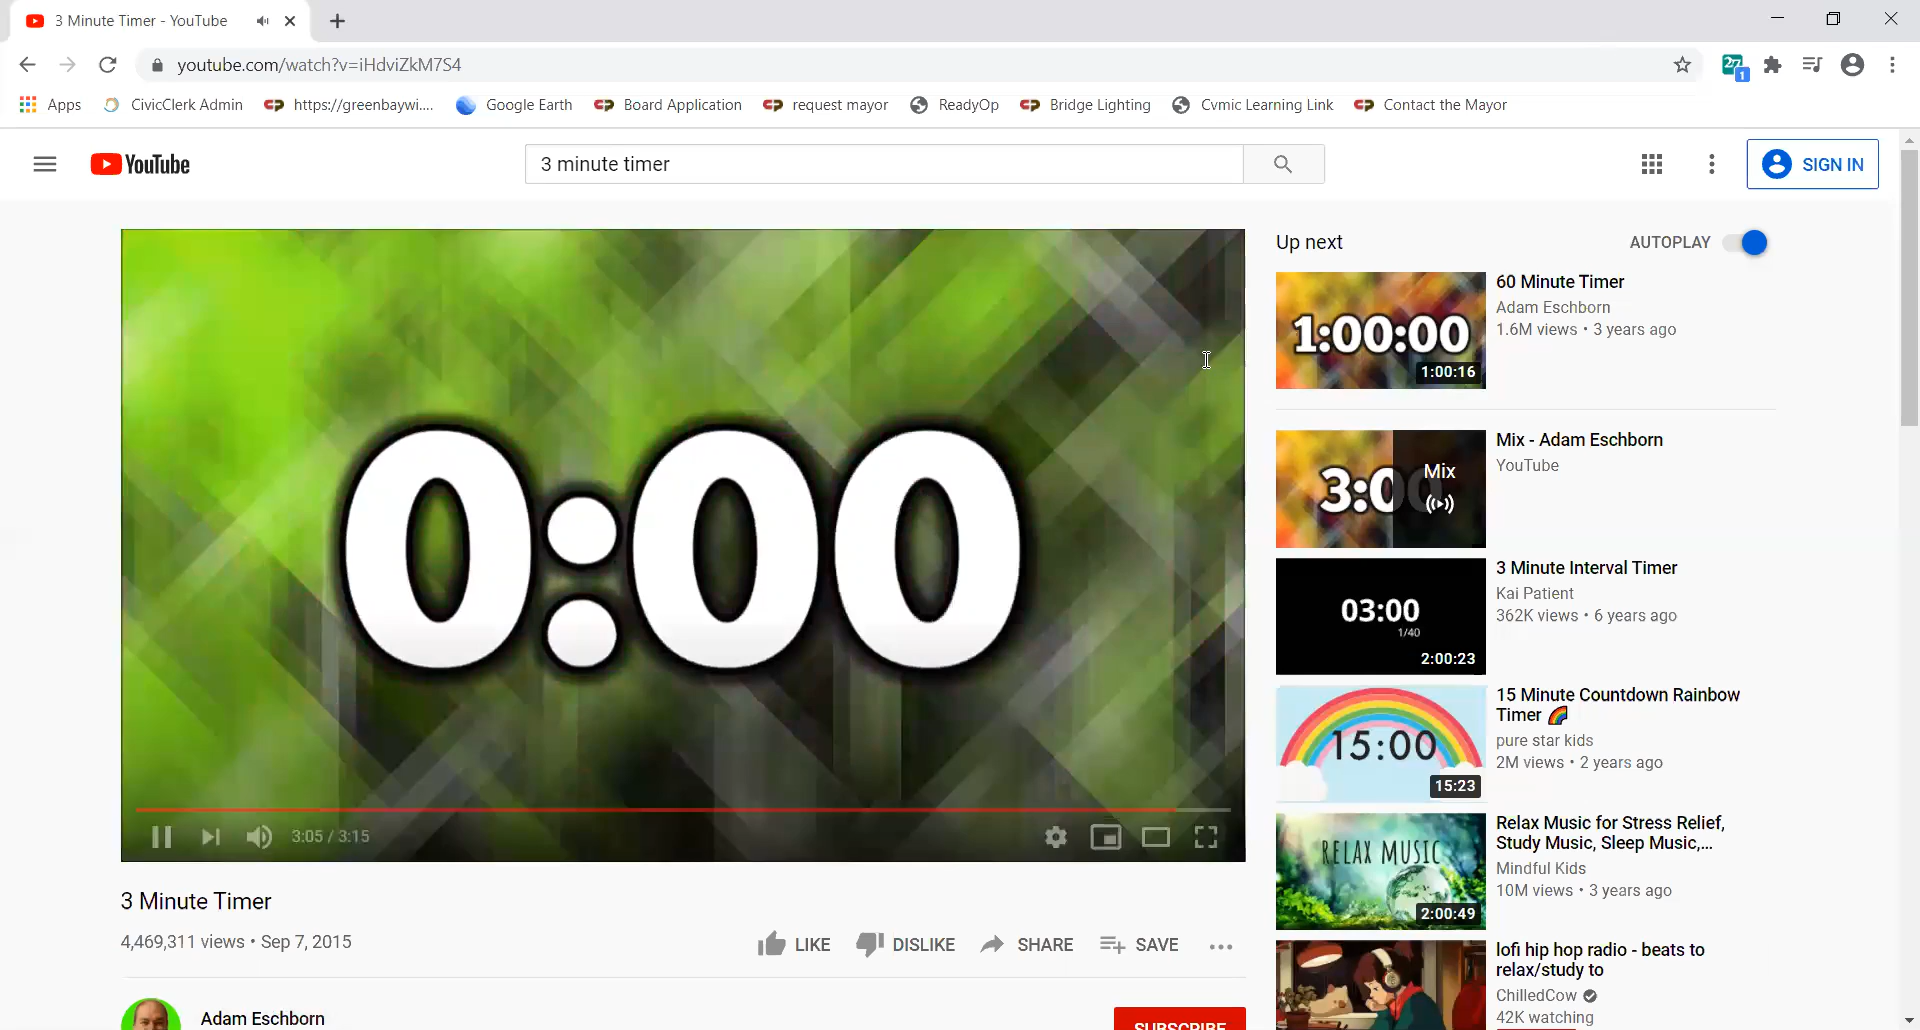 3 Minute Timer - YouTube
youtube.com/watch?v=iHdviZkM7S4
27
1
Apps
CivicClerk Admin
https://greenbaywi....
Google Earth
Board Application
request mayor
ReadyOp
Bridge Lighting
Cvmic Learning Link
Contact the Mayor
YouTube
3 minute timer
SIGN IN
0:00
3:05 / 3:15
3 Minute Timer
4,469,311 views • Sep 7, 2015
LIKE
DISLIKE
SHARE
SAVE
Adam Eschborn
SUBSCRIBE
Up next
AUTOPLAY
1:00:00
1:00:16
60 Minute Timer
Adam Eschborn
1.6M views • 3 years ago
3:00
Mix
Mix - Adam Eschborn
YouTube
03:00
1/40
2:00:23
3 Minute Interval Timer
Kai Patient
362K views • 6 years ago
15:00
15:23
15 Minute Countdown Rainbow
Timer 🌈
pure star kids
2M views • 2 years ago
RELAX MUSIC
2:00:49
Relax Music for Stress Relief,
Study Music, Sleep Music,...
Mindful Kids
10M views • 3 years ago
lofi hip hop radio - beats to
relax/study to
ChilledCow
42K watching